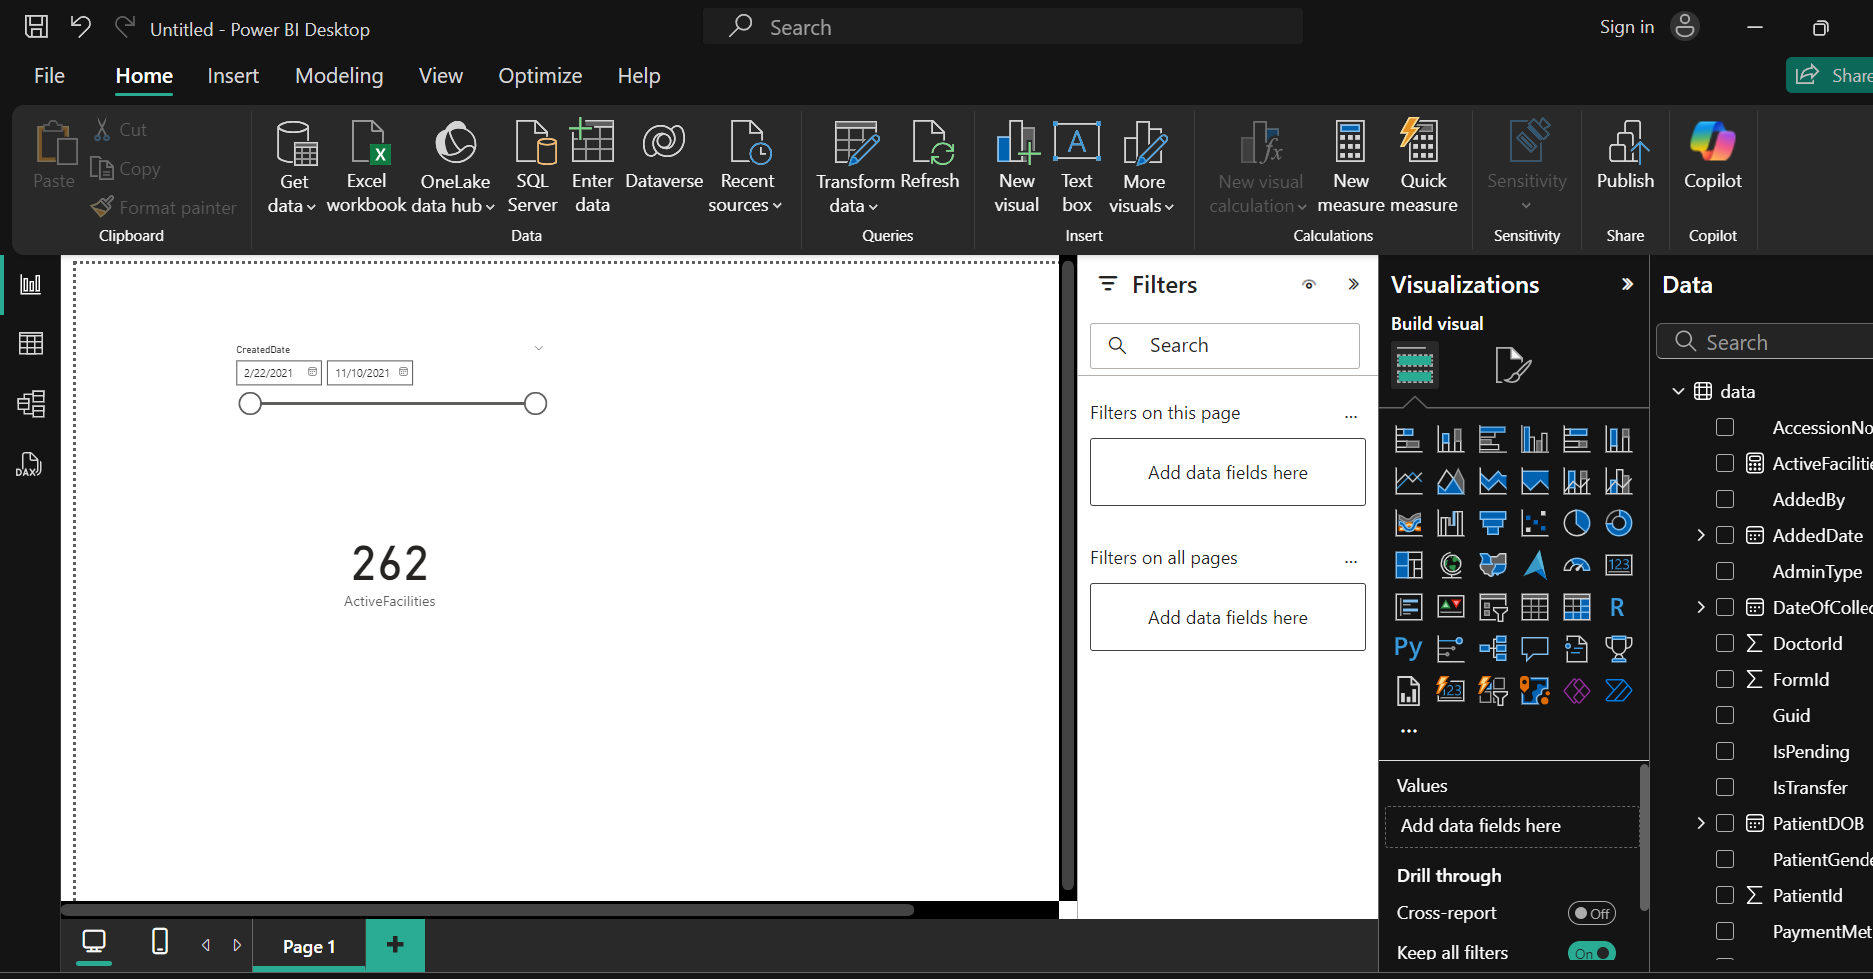 Untitled - Power BI Desktop
Search
Sign in
File Home Insert Modeling View Optimize Help
Share
Paste
Cut
Copy
Format painter
Clipboard
Get data
Excel workbook
OneLake data hub
SQL Server
Enter data
Dataverse
Recent sources
Data
Transform data
Refresh
Queries
New visual
Text box
More visuals
Insert
New visual calculation
New measure
Quick measure
Calculations
Sensitivity
Sensitivity
Publish
Share
Copilot
Copilot
DAX
CreatedDate
2/22/2021
11/10/2021
262
ActiveFacilities
Filters
Search
Filters on this page
...
Add data fields here
Filters on all pages
...
Add data fields here
Visualizations
Build visual
123
R
Py
123
...
Values
Add data fields here
Drill through
Cross-report
Off
Keep all filters
On
Data
Search
data
AccessionNo
ActiveFacilitie
AddedBy
AddedDate
AdminType
DateOfCollec
DoctorId
FormId
Guid
IsPending
IsTransfer
PatientDOB
PatientGende
PatientId
PaymentMet
Page 1